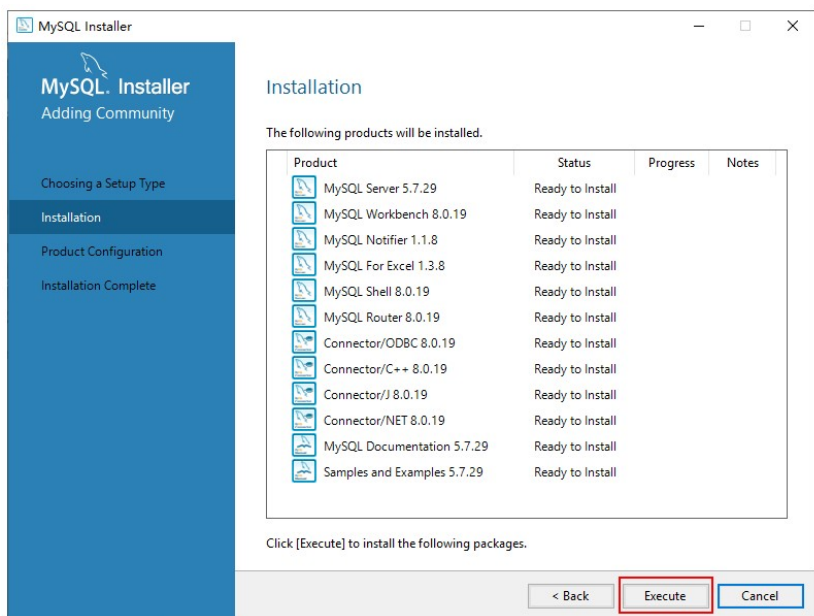 MySQL Installer
MySQL. Installer
Adding Community
Choosing a Setup Type
Installation
Product Configuration
Installation Complete
Installation
The following products will be installed.
Product Status Progress Notes
MySQL Server 5.7.29 Ready to Install
MySQL Workbench 8.0.19 Ready to Install
MySQL Notifier 1.1.8 Ready to Install
MySQL For Excel 1.3.8 Ready to Install
MySQL Shell 8.0.19 Ready to Install
MySQL Router 8.0.19 Ready to Install
Connector/ODBC 8.0.19 Ready to Install
Connector/C++ 8.0.19 Ready to Install
Connector/J 8.0.19 Ready to Install
Connector/NET 8.0.19 Ready to Install
MySQL Documentation 5.7.29 Ready to Install
Samples and Examples 5.7.29 Ready to Install
Click [Execute] to install the following packages.
< Back Execute Cancel